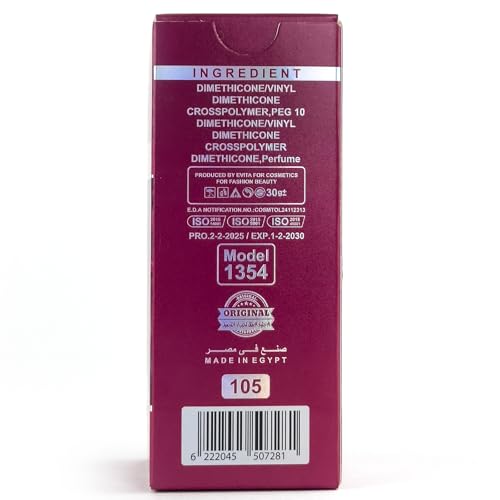 INGREDIENT
DIMETHICONE/VINYL
DIMETHICONE
CROSSPOLYMER,PEG 10
DIMETHICONE/VINYL
DIMETHICONE
CROSSPOLYMER
DIMETHICONE,Perfume
PRODUCED BY EVITA FOR COSMETICS
FOR FASHION BEAUTY
30g±
E.D.A NOTIFICATION.NO.:COSMTOL24112313
ISO ISO ISO
PRO.2-2-2025 / EXP.1-2-2030
Model
1354
ORIGINAL
ORIGINAL
صنع في مصر
MADE IN EGYPT
105
6 222045 507281